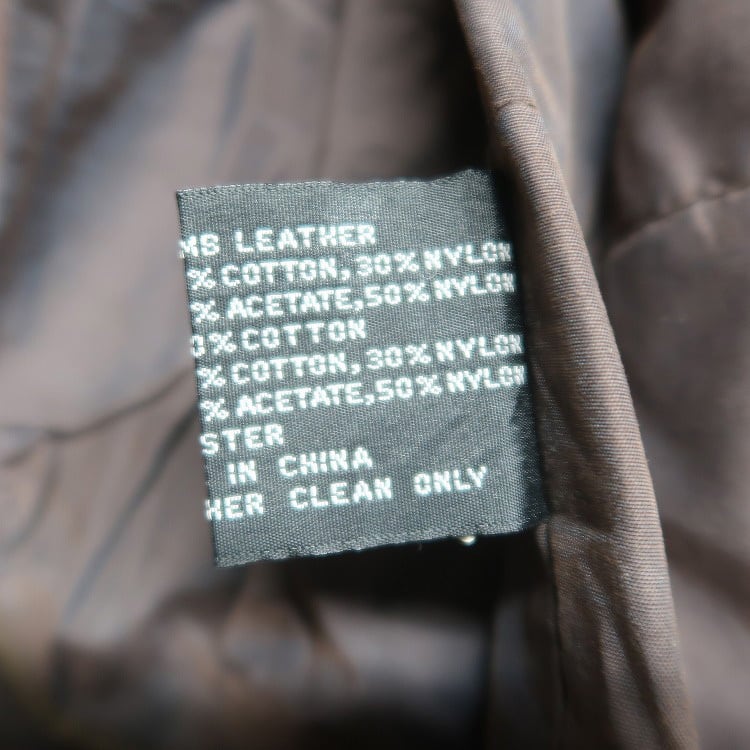 MS LEATHER
% COTTON, 30% NYLON
% ACETATE, 50% NYLON
0% COTTON
% COTTON, 30% NYLON
% ACETATE, 50% NYLON
STER
IN CHINA
HER CLEAN ONLY